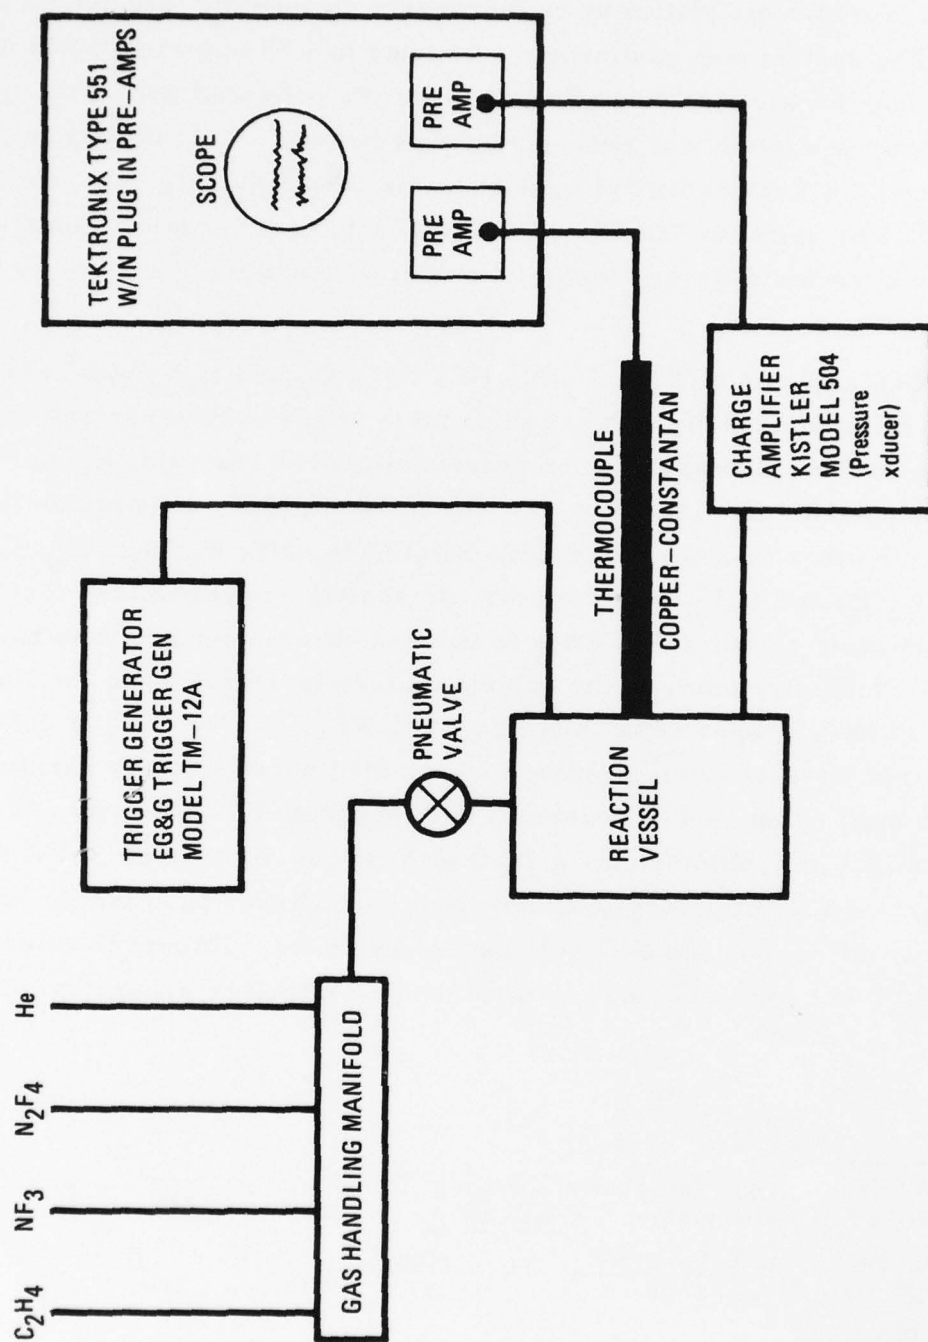 C₂H₄
NF₃
N₂F₄
He
GAS HANDLING MANIFOLD
TRIGGER GENERATOR
EG&G TRIGGER GEN
MODEL TM-12A
PNEUMATIC
VALVE
REACTION
VESSEL
THERMOCOUPLE
COPPER-CONSTANTAN
TEKTRONIX TYPE 551
W/IN PLUG IN PRE-AMPS
SCOPE
PRE
AMP
PRE
AMP
CHARGE
AMPLIFIER
KISTLER
MODEL 504
(Pressure
xducer)